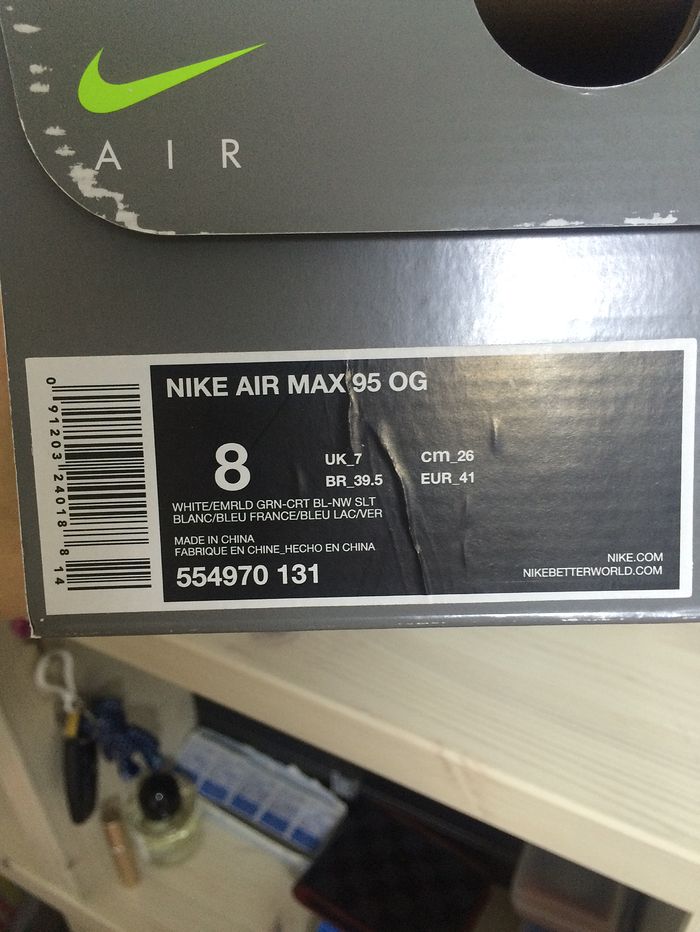 AIR
NIKE AIR MAX 95 OG
8
UK_7
cm_26
BR_39.5
EUR_41
WHITE/EMRLD GRN-CRT BL-NW SLT
BLANC/BLEU FRANCE/BLEU LAC/VER
MADE IN CHINA
FABRIQUE EN CHINE_HECHO EN CHINA
554970 131
NIKE.COM
NIKEBETTERWORLD.COM
0 91203 24018 8 14